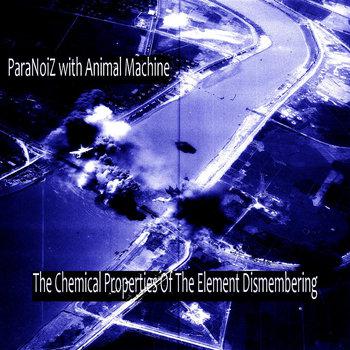 ParaNoiZ with Animal Machine
The Chemical Properties Of The Element Dismembering